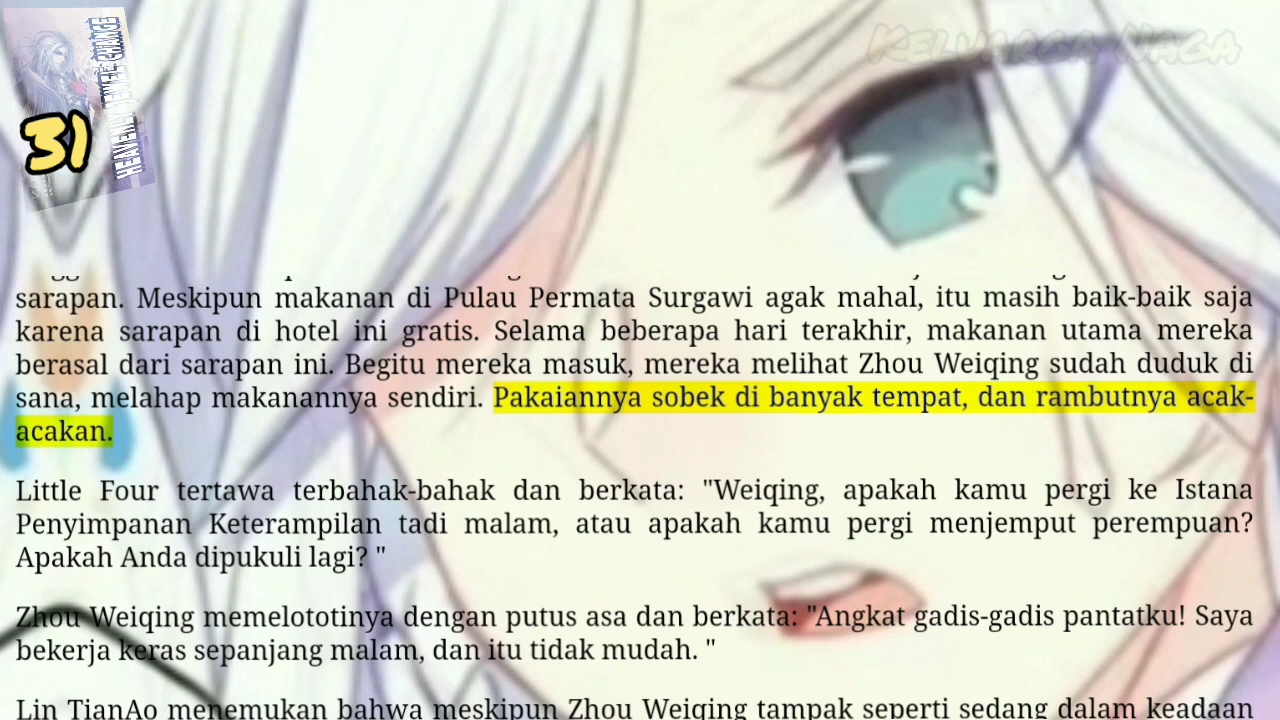 KELUARGA NAGA
HEAVENLY JEWEL CHANGE
31
sarapan. Meskipun makanan di Pulau Permata Surgawi agak mahal, itu masih baik-baik saja
karena sarapan di hotel ini gratis. Selama beberapa hari terakhir, makanan utama mereka
berasal dari sarapan ini. Begitu mereka masuk, mereka melihat Zhou Weiqing sudah duduk di
sana, melahap makanannya sendiri. Pakaiannya sobek di banyak tempat, dan rambutnya acak-
acakan.
Little Four tertawa terbahak-bahak dan berkata: "Weiqing, apakah kamu pergi ke Istana
Penyimpanan Keterampilan tadi malam, atau apakah kamu pergi menjemput perempuan?
Apakah Anda dipukuli lagi? "
Zhou Weiqing memelototinya dengan putus asa dan berkata: "Angkat gadis-gadis pantatku! Saya
bekerja keras sepanjang malam, dan itu tidak mudah. "
Lin TianAo menemukan bahwa meskipun Zhou Weiqing tampak seperti sedang dalam keadaan